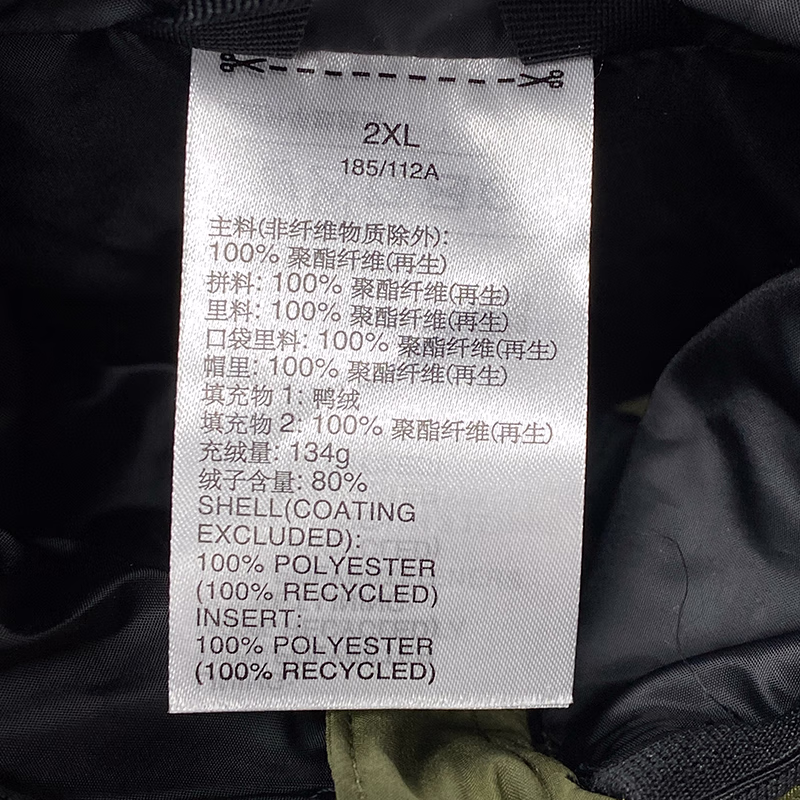 2XL
185/112A
主料(非纤维物质除外):
100% 聚酯纤维(再生)
拼料: 100% 聚酯纤维(再生)
里料: 100% 聚酯纤维(再生)
口袋里料: 100% 聚酯纤维(再生)
帽里: 100% 聚酯纤维(再生)
填充物 1: 鸭绒
填充物 2: 100% 聚酯纤维(再生)
充绒量: 134g
绒子含量: 80%
SHELL(COATING
EXCLUDED):
100% POLYESTER
(100% RECYCLED)
INSERT:
100% POLYESTER
(100% RECYCLED)